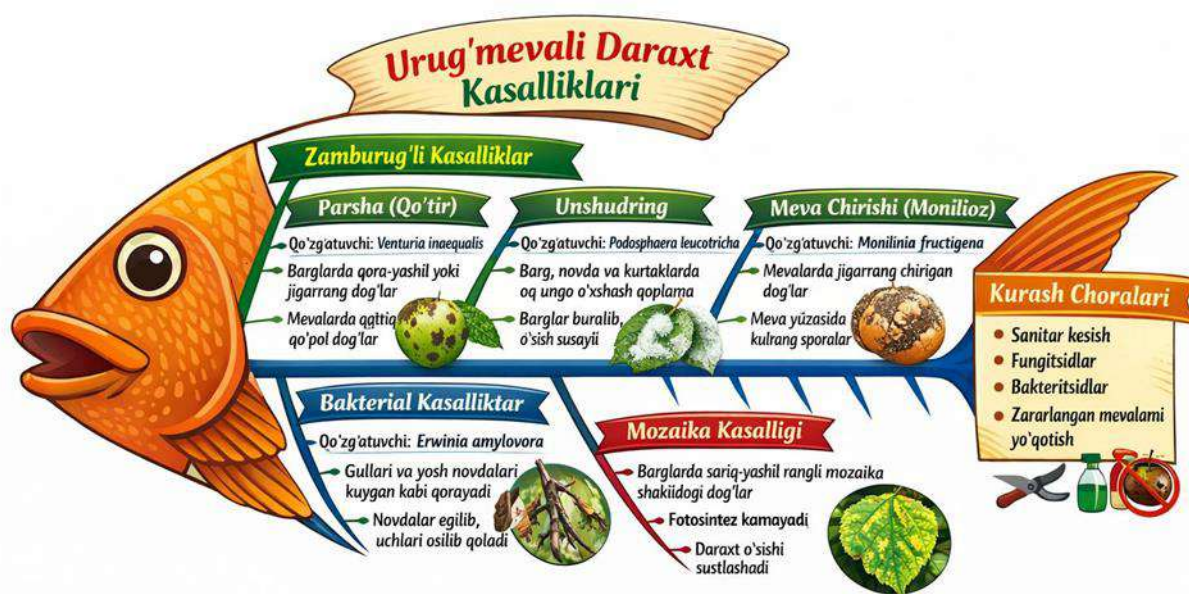 Urug'mevali Daraxt
Kasalliklari
Zamburug'li Kasalliklar
Parsha (Qo'tir)
Qo'zg'atuvchi: Venturia inaequalis
Barglarda qora-yashil yoki
jigarrang dog'lar
Mevalarda qattiq
qo'pol dog'lar
Unshudring
Qo'zg'atuvchi: Podosphaera leucotricha
Barg, novda va kurtaklarda
oq ungo o'xshash qoplama
Barglar buralib,
o'sish susayii
Meva Chirishi (Monilioz)
Qo'zg'atuvchi: Monilinia fructigena
Mevalarda jigarrang chirigan
dog'lar
Meva yúzasida
kulrang sporalar
Bakterial Kasalliktar
Qo'zg'atuvchi: Erwinia amylovora
Gullari va yosh novdalari
kuygan kabi qorayadi
Novdalar egilib,
uchlari osilib qoladi
Mozaika Kasalligi
Barglarda sariq-yashil rangli mozaika
shakiidogi dog'lar
Fotosintez kamayadi
Daraxt o'sishi
sustlashadi
Kurash Choralari
Sanitar kesish
Fungitsidlar
Bakteritsidlar
Zararlangan mevalami
yo'qotish